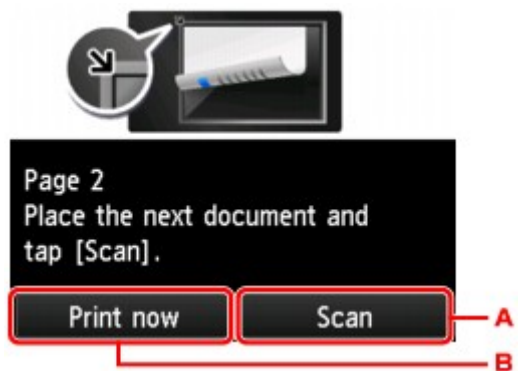 Page 2
Place the next document and
tap [Scan].
Print now
Scan
A
B